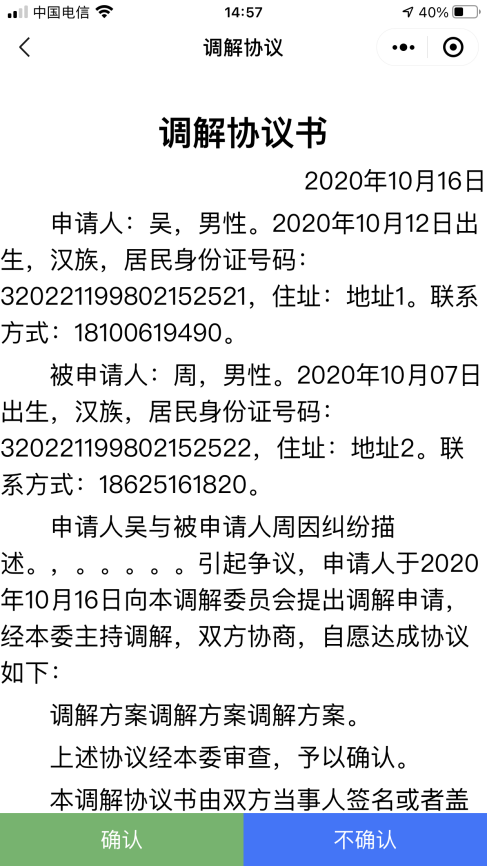 中国电信 14:57 40%
调解协议
调解协议书
2020年10月16日
申请人：吴，男性。2020年10月12日出
生，汉族，居民身份证号码：
320221199802152521，住址：地址1。联系
方式：18100619490。
被申请人：周，男性。2020年10月07日
出生，汉族，居民身份证号码：
320221199802152522，住址：地址2。联
系方式：18625161820。
申请人吴与被申请人周因纠纷描
述。，。。。。。引起争议，申请人于2020
年10月16日向本调解委员会提出调解申请，
经本委主持调解，双方协商，自愿达成协议
如下：
调解方案调解方案调解方案。
上述协议经本委审查，予以确认。
本调解协议书由双方当事人签名或者盖
确认 不确认